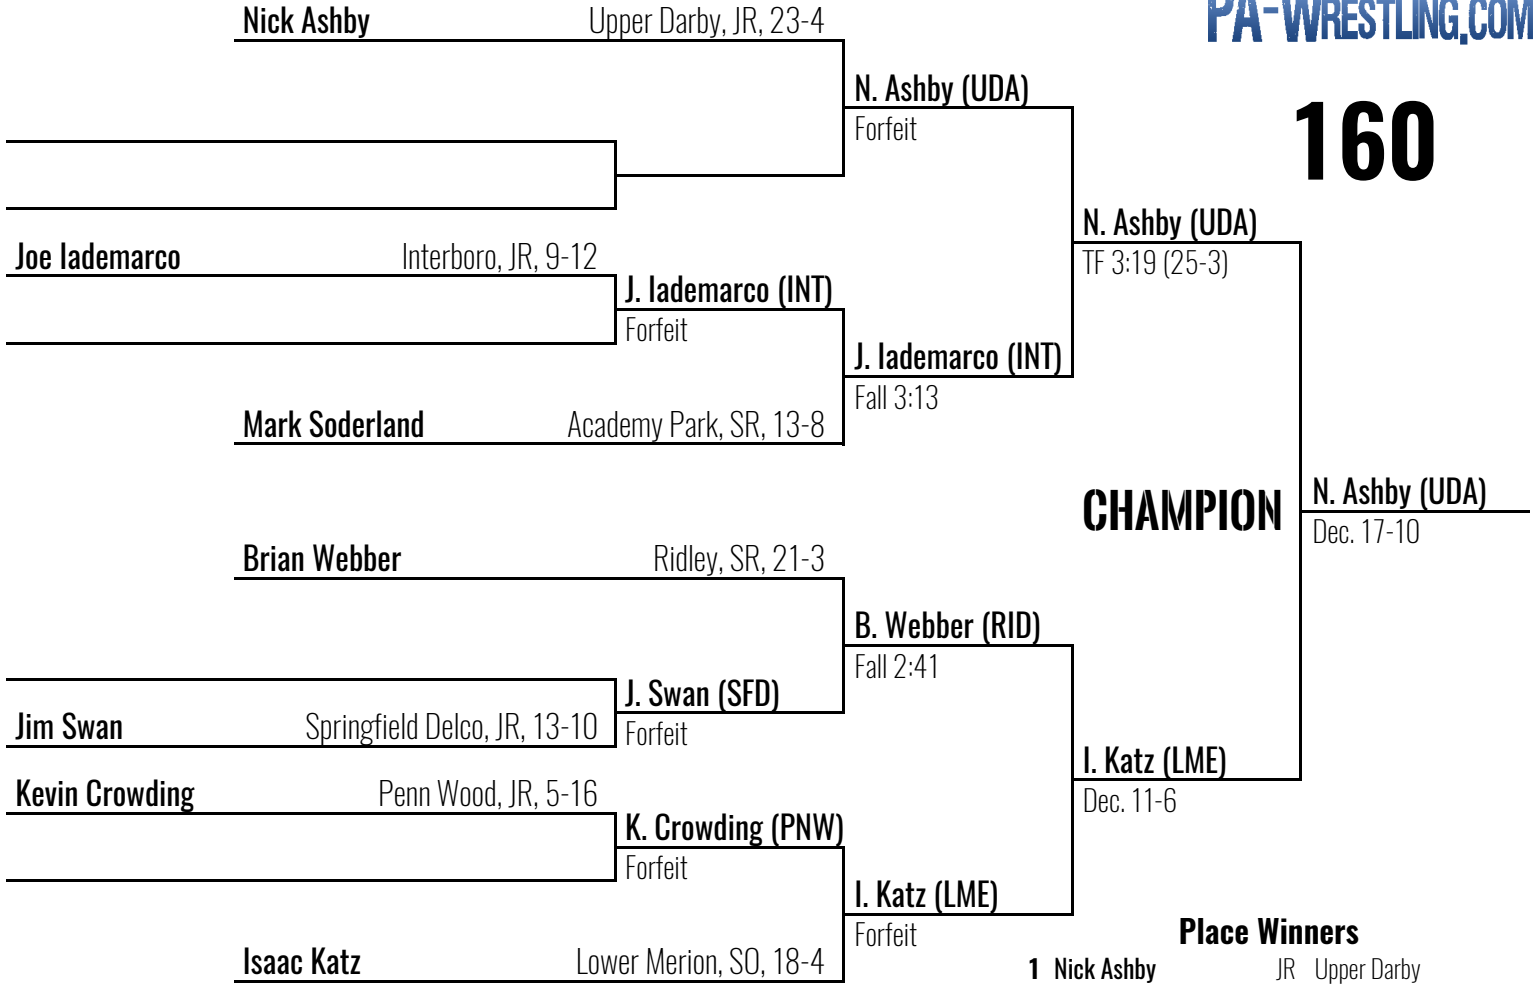 PA-WRESTLING.COM
Nick Ashby Upper Darby, JR, 23-4
N. Ashby (UDA)
Forfeit
160
N. Ashby (UDA)
TF 3:19 (25-3)
Joe Iademarco Interboro, JR, 9-12
J. Iademarco (INT)
Forfeit
J. Iademarco (INT)
Fall 3:13
Mark Soderland Academy Park, SR, 13-8
CHAMPION
N. Ashby (UDA)
Dec. 17-10
Brian Webber Ridley, SR, 21-3
B. Webber (RID)
Fall 2:41
J. Swan (SFD)
Forfeit
Jim Swan Springfield Delco, JR, 13-10
I. Katz (LME)
Dec. 11-6
Kevin Crowding Penn Wood, JR, 5-16
K. Crowding (PNW)
Forfeit
I. Katz (LME)
Forfeit
Isaac Katz Lower Merion, SO, 18-4
Place Winners
1 Nick Ashby JR Upper Darby